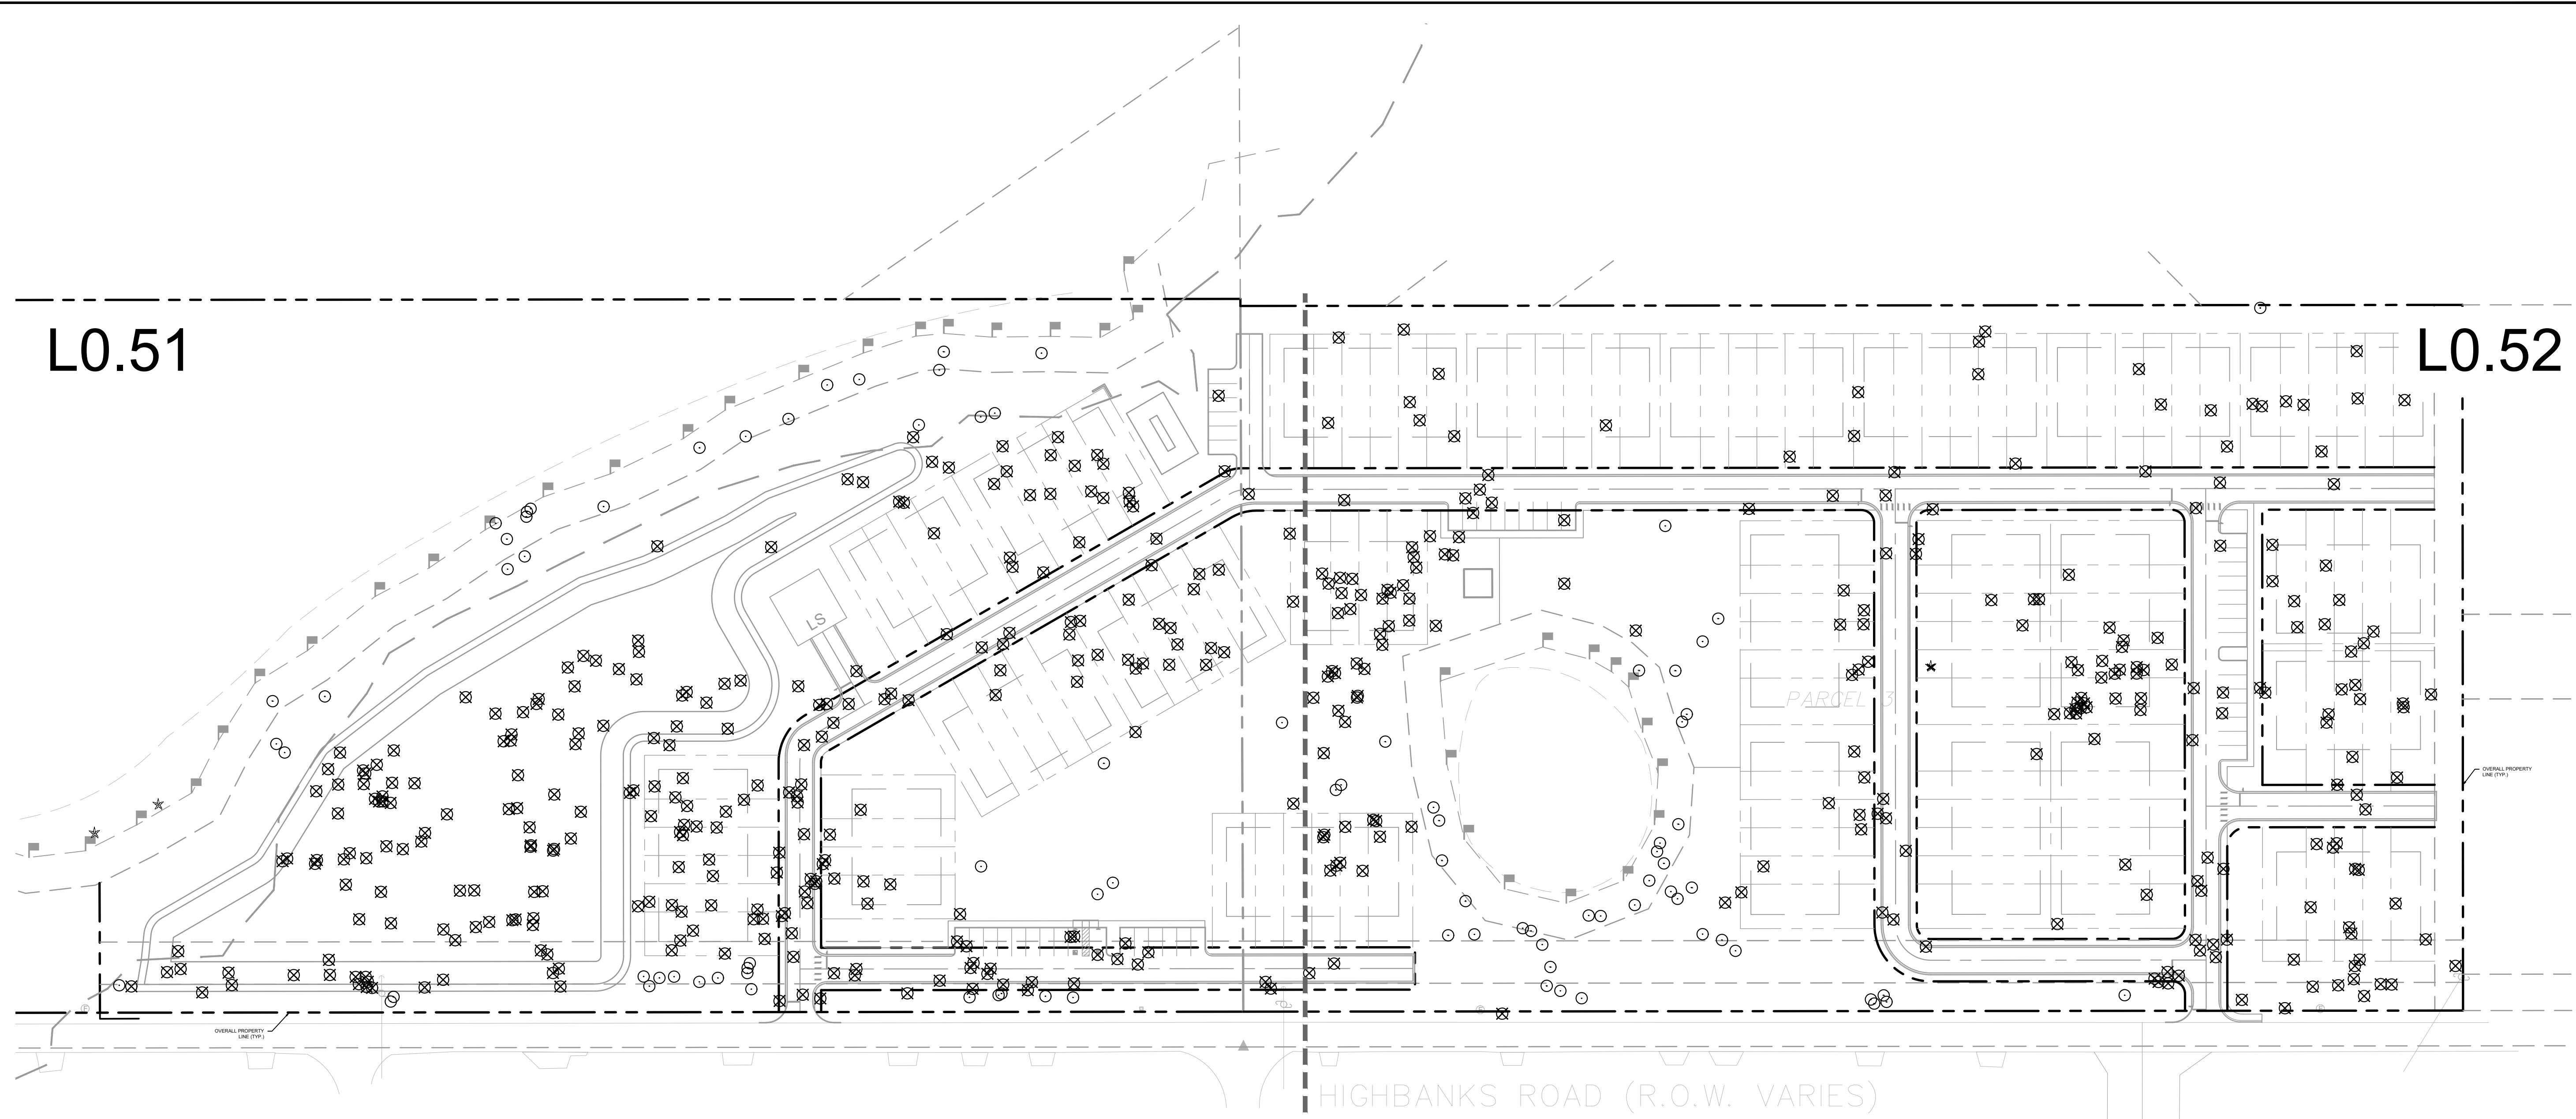 L0.51
L0.52
LS
PARCEL 3
OVERALL PROPERTY
LINE (TYP.)
OVERALL PROPERTY
LINE (TYP.)
HIGHBANKS ROAD (R.O.W. VARIES)